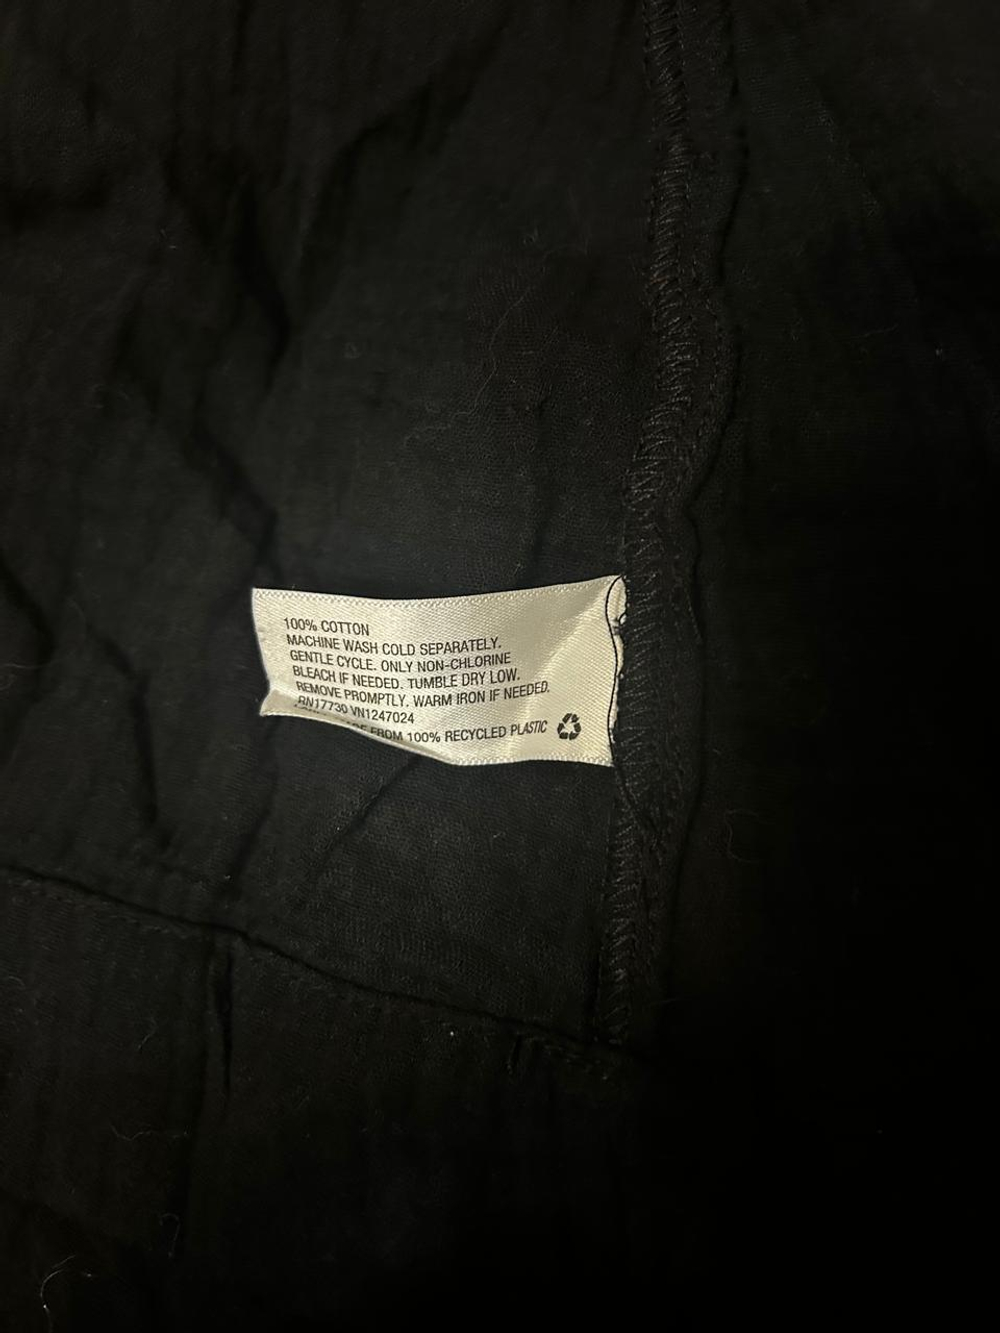 100% COTTON
MACHINE WASH COLD SEPARATELY.
GENTLE CYCLE. ONLY NON-CHLORINE
BLEACH IF NEEDED. TUMBLE DRY LOW.
REMOVE PROMPTLY. WARM IRON IF NEEDED.
RN17730 VN1247024
FROM 100% RECYCLED PLASTIC